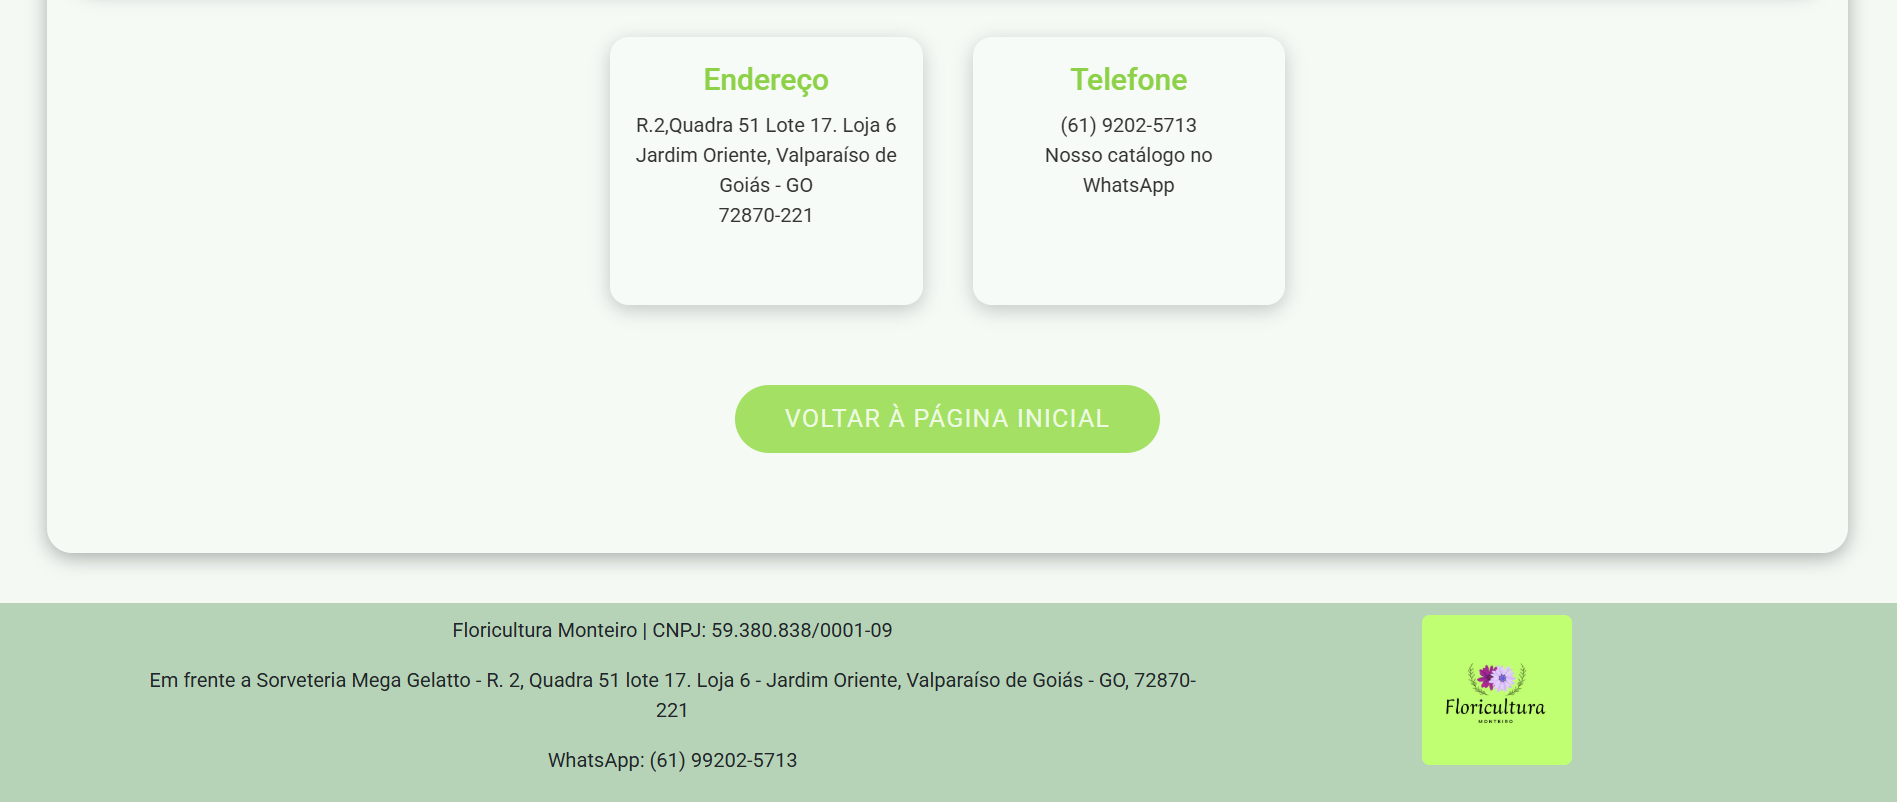 Endereço
R.2,Quadra 51 Lote 17. Loja 6
Jardim Oriente, Valparaíso de
Goiás - GO
72870-221
Telefone
(61) 9202-5713
Nosso catálogo no
WhatsApp
VOLTAR À PÁGINA INICIAL
Floricultura Monteiro | CNPJ: 59.380.838/0001-09
Em frente a Sorveteria Mega Gelatto - R. 2, Quadra 51 lote 17. Loja 6 - Jardim Oriente, Valparaíso de Goiás - GO, 72870-
221
WhatsApp: (61) 99202-5713
Floricultura
MONTEIRO